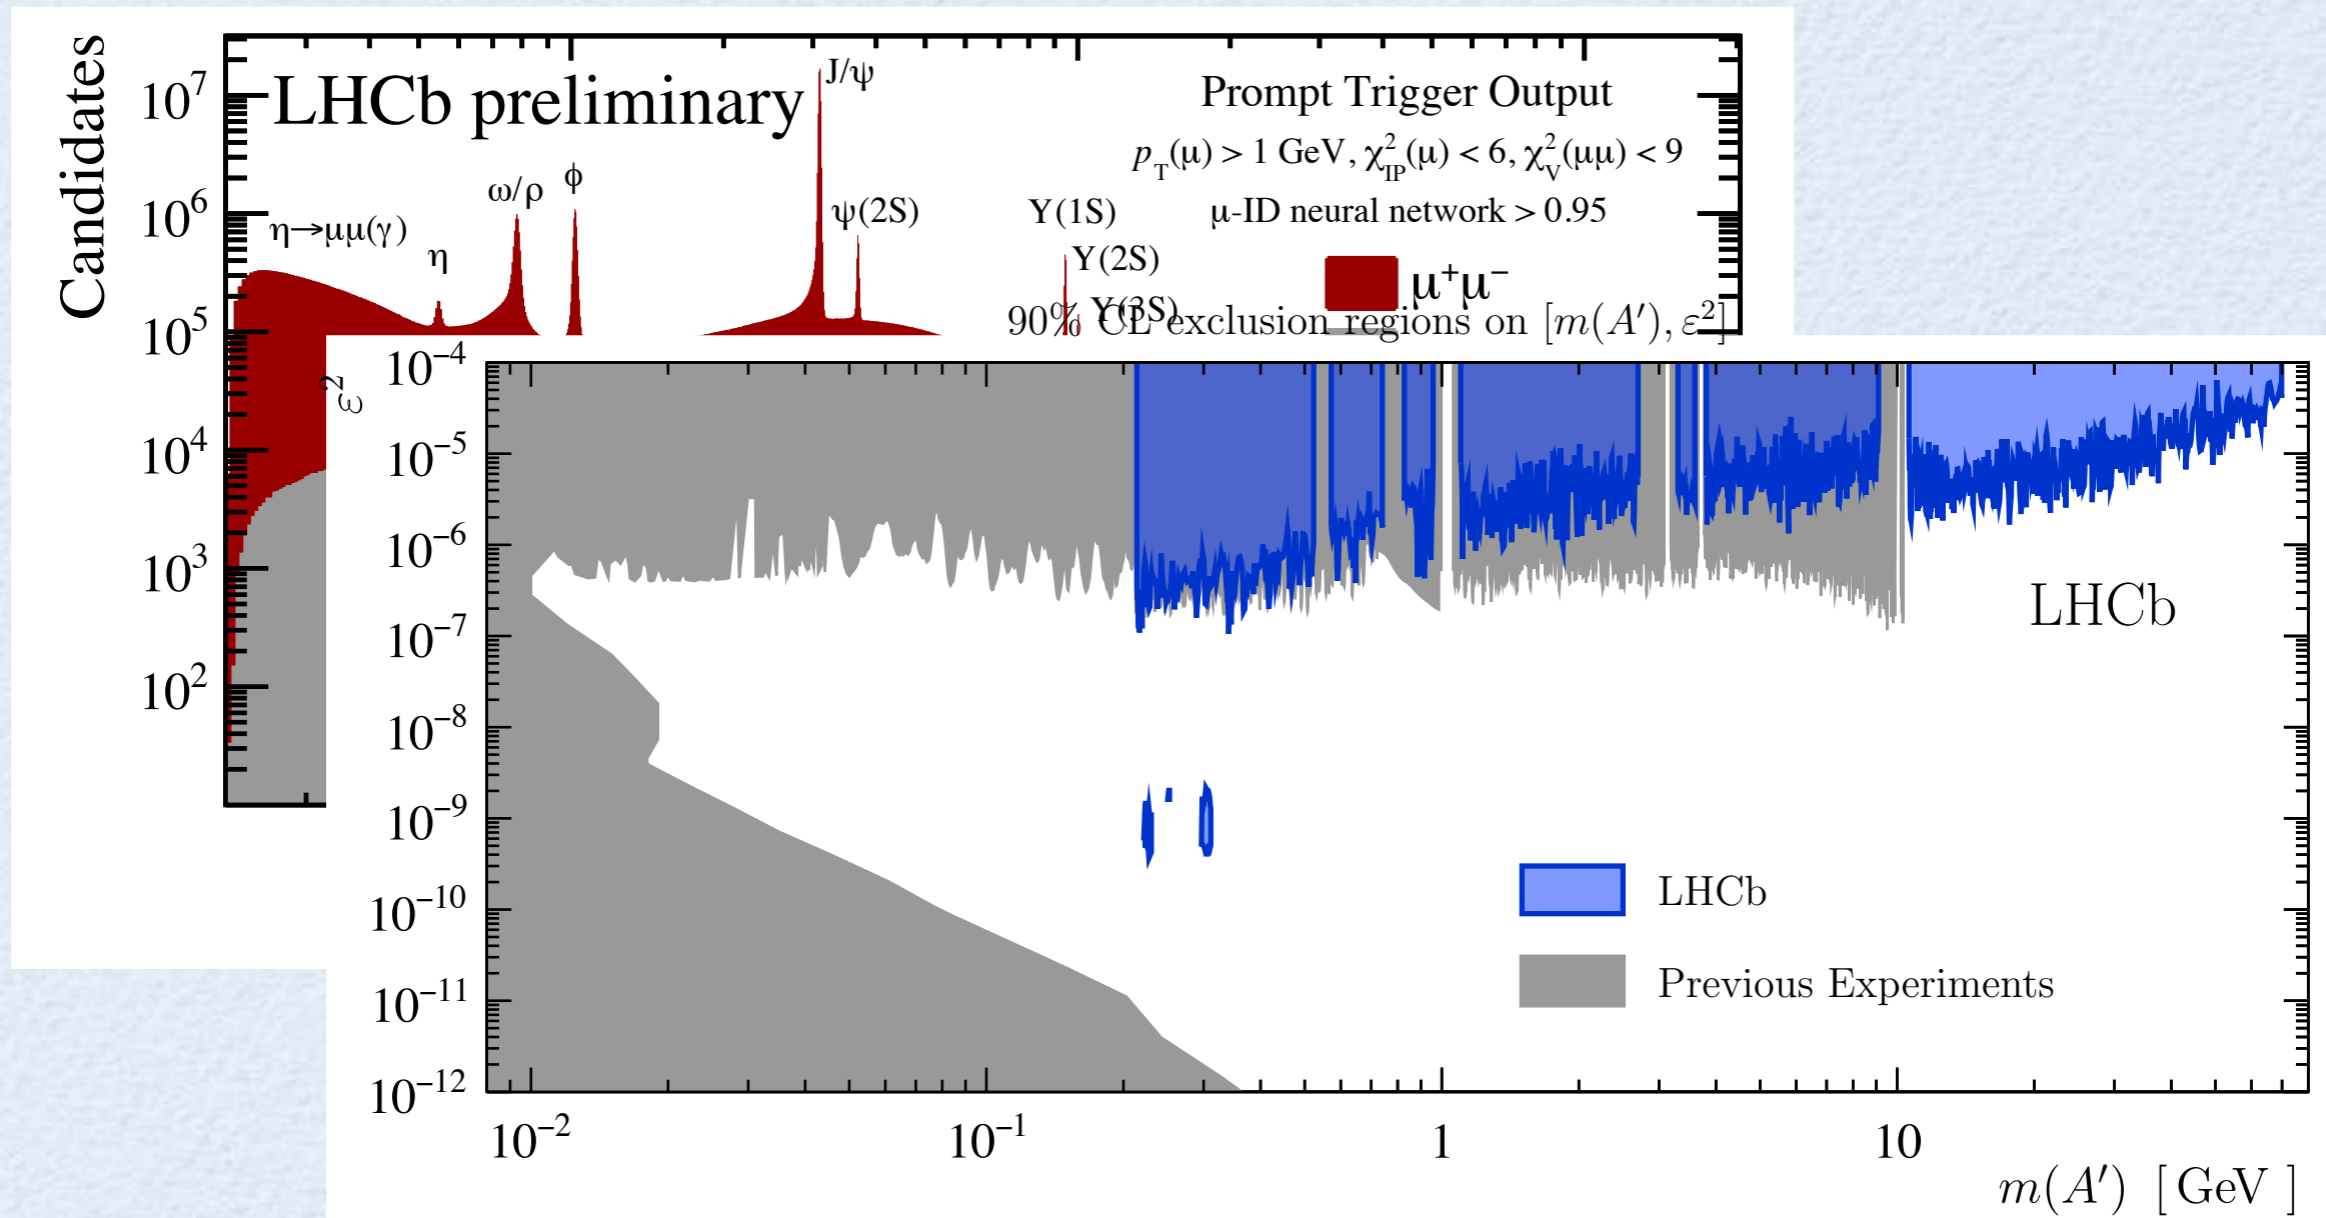 Candidates
10⁷
10⁶
10⁵
10⁴
10³
10²
LHCb preliminary
Prompt Trigger Output
p_T(μ) > 1 GeV, χ²_IP(μ) < 6, χ²_V(μμ) < 9
μ-ID neural network > 0.95
μ⁺μ⁻
η→μμ(γ)
η
ω/ρ
ϕ
J/ψ
ψ(2S)
Υ(1S)
Υ(2S)
Υ(3S)
90% CL exclusion regions on [m(A′), ε²]
ε²
10⁻⁴
10⁻⁵
10⁻⁶
10⁻⁷
10⁻⁸
10⁻⁹
10⁻¹⁰
10⁻¹¹
10⁻¹²
LHCb
LHCb
Previous Experiments
10⁻² 10⁻¹ 1 10
m(A′) [ GeV ]